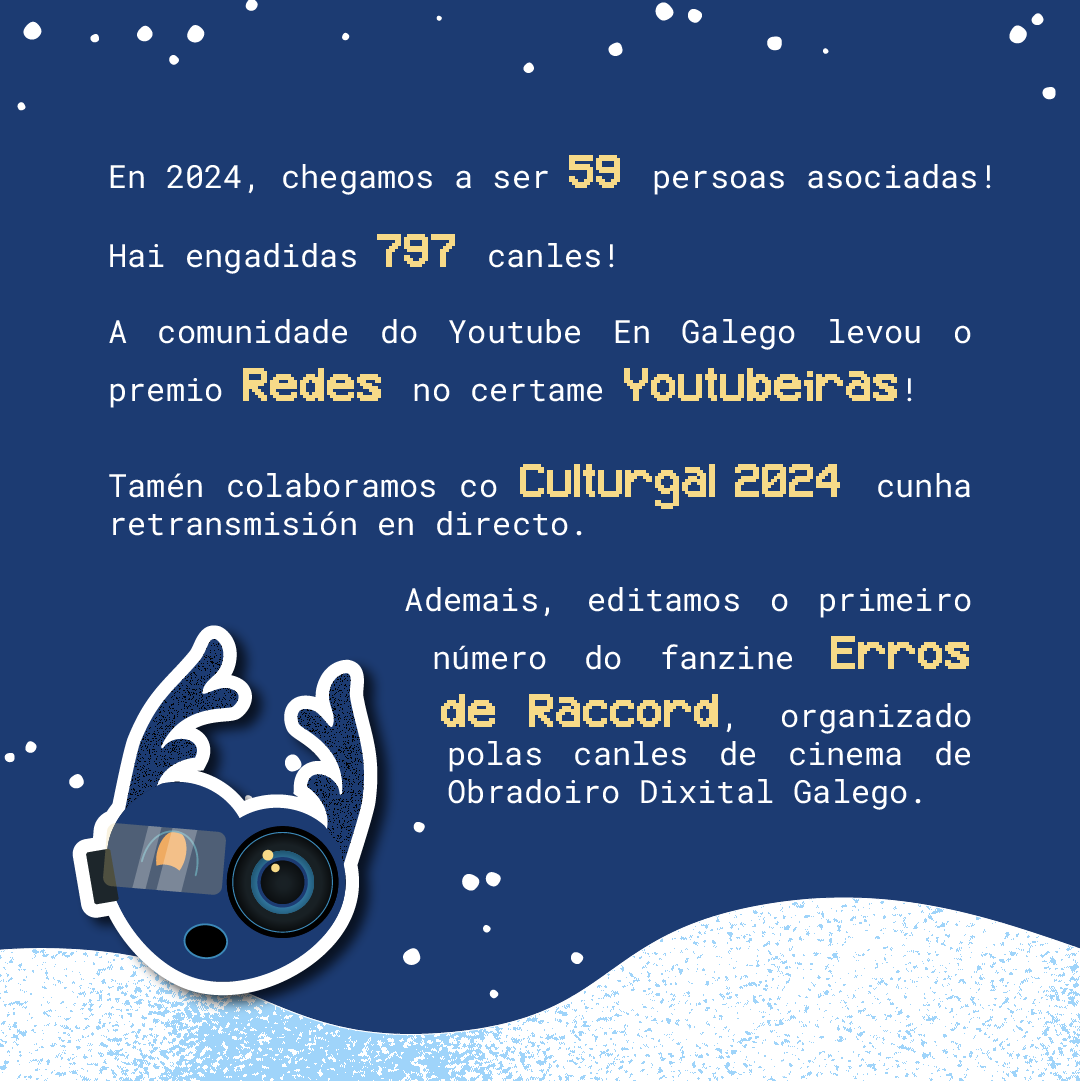 En 2024, chegamos a ser 59 persoas asociadas!
Hai engadidas 797 canles!
A comunidade do Youtube En Galego levou o
premio Redes no certame Youtubeiras!
Tamén colaboramos co Culturgal 2024 cunha
retransmisión en directo.
Ademais, editamos o primeiro
número do fanzine Erros
de Raccord, organizado
polas canles de cinema de
Obradoiro Dixital Galego.